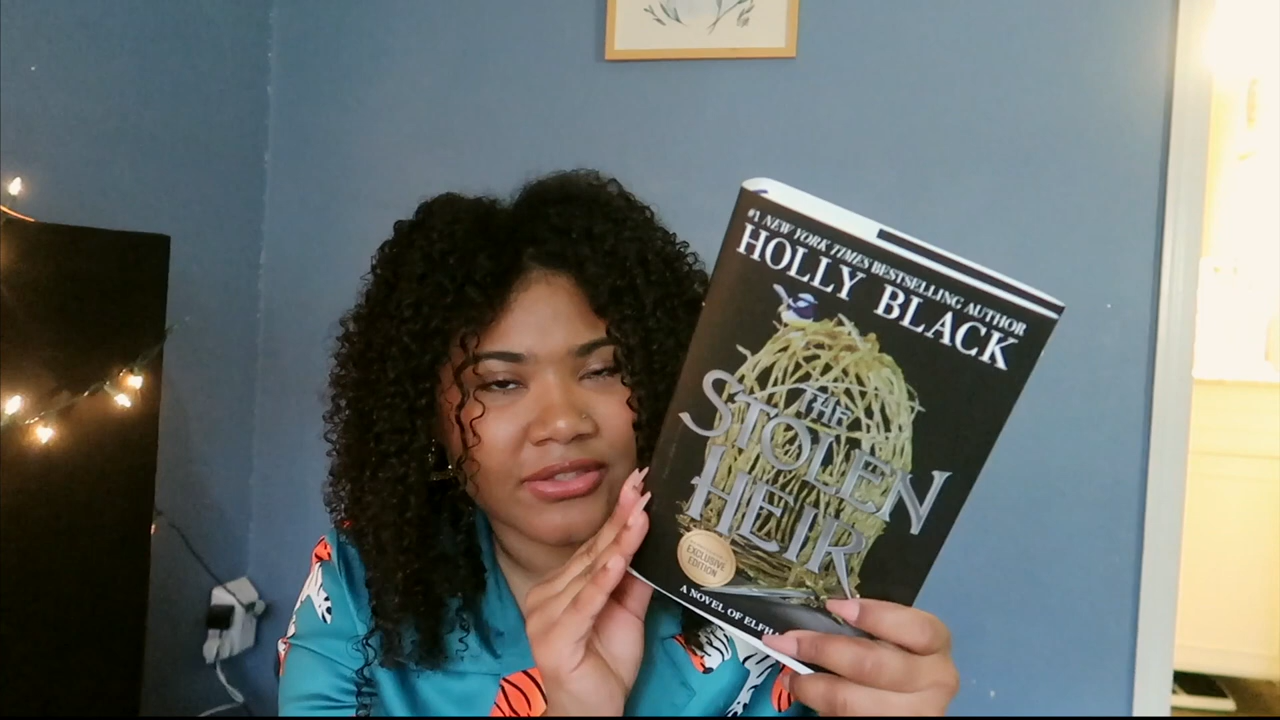 #1 NEW YORK TIMES BESTSELLING AUTHOR
HOLLY BLACK
THE
STOLEN
HEIR
EXCLUSIVE
EDITION
A NOVEL OF